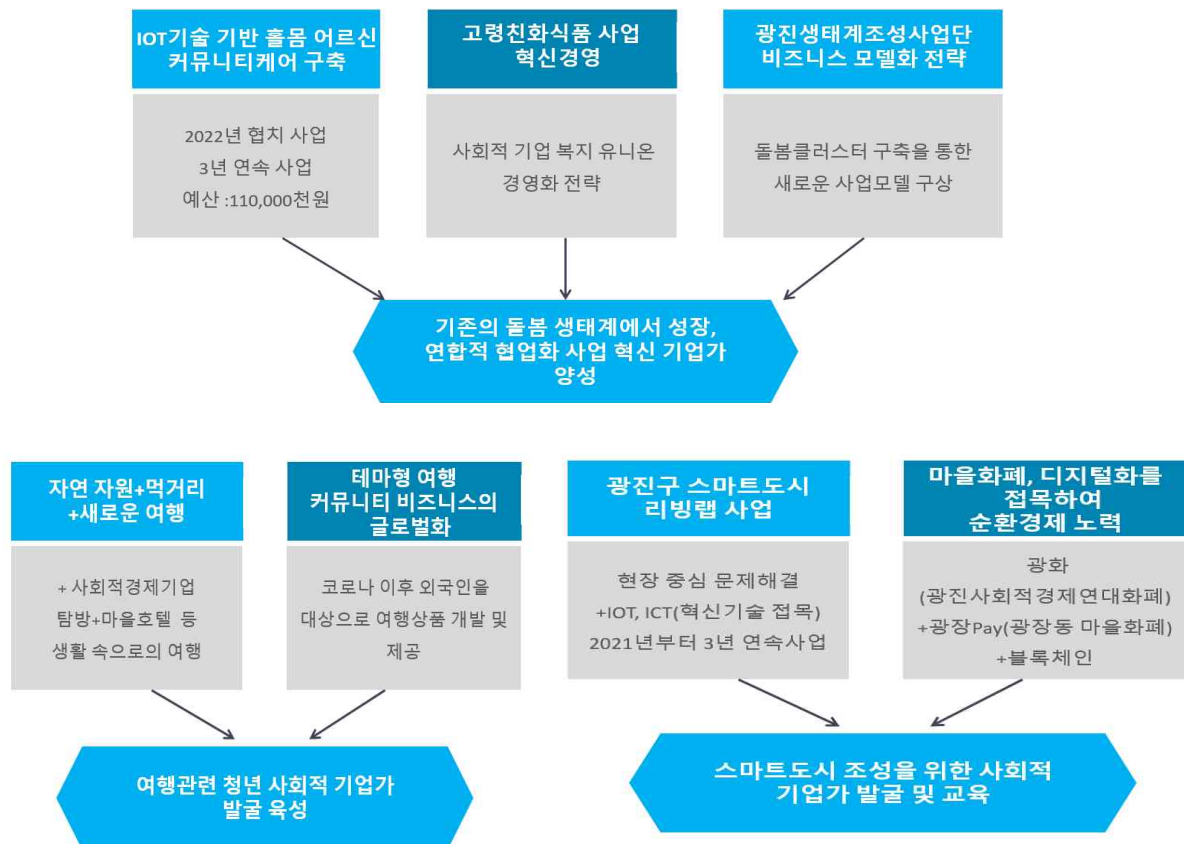 IOT기술 기반 홀몸 어르신
커뮤니티케어 구축
2022년 협치 사업
3년 연속 사업
예산 :110,000천원
고령친화식품 사업
혁신경영
사회적 기업 복지 유니온
경영화 전략
광진생태계조성사업단
비즈니스 모델화 전략
돌봄클러스터 구축을 통한
새로운 사업모델 구상
기존의 돌봄 생태계에서 성장,
연합적 협업화 사업 혁신 기업가
양성
자연 자원+먹거리
+새로운 여행
+ 사회적경제기업
탐방+마을호텔 등
생활 속으로의 여행
테마형 여행
커뮤니티 비즈니스의
글로벌화
코로나 이후 외국인을
대상으로 여행상품 개발 및
제공
여행관련 청년 사회적 기업가
발굴 육성
광진구 스마트도시
리빙랩 사업
현장 중심 문제해결
+IOT, ICT(혁신기술 접목)
2021년부터 3년 연속사업
마을화폐, 디지털화를
접목하여
순환경제 노력
광화
(광진사회적경제연대화폐)
+광장Pay(광장동 마을화폐)
+블록체인
스마트도시 조성을 위한 사회적
기업가 발굴 및 교육